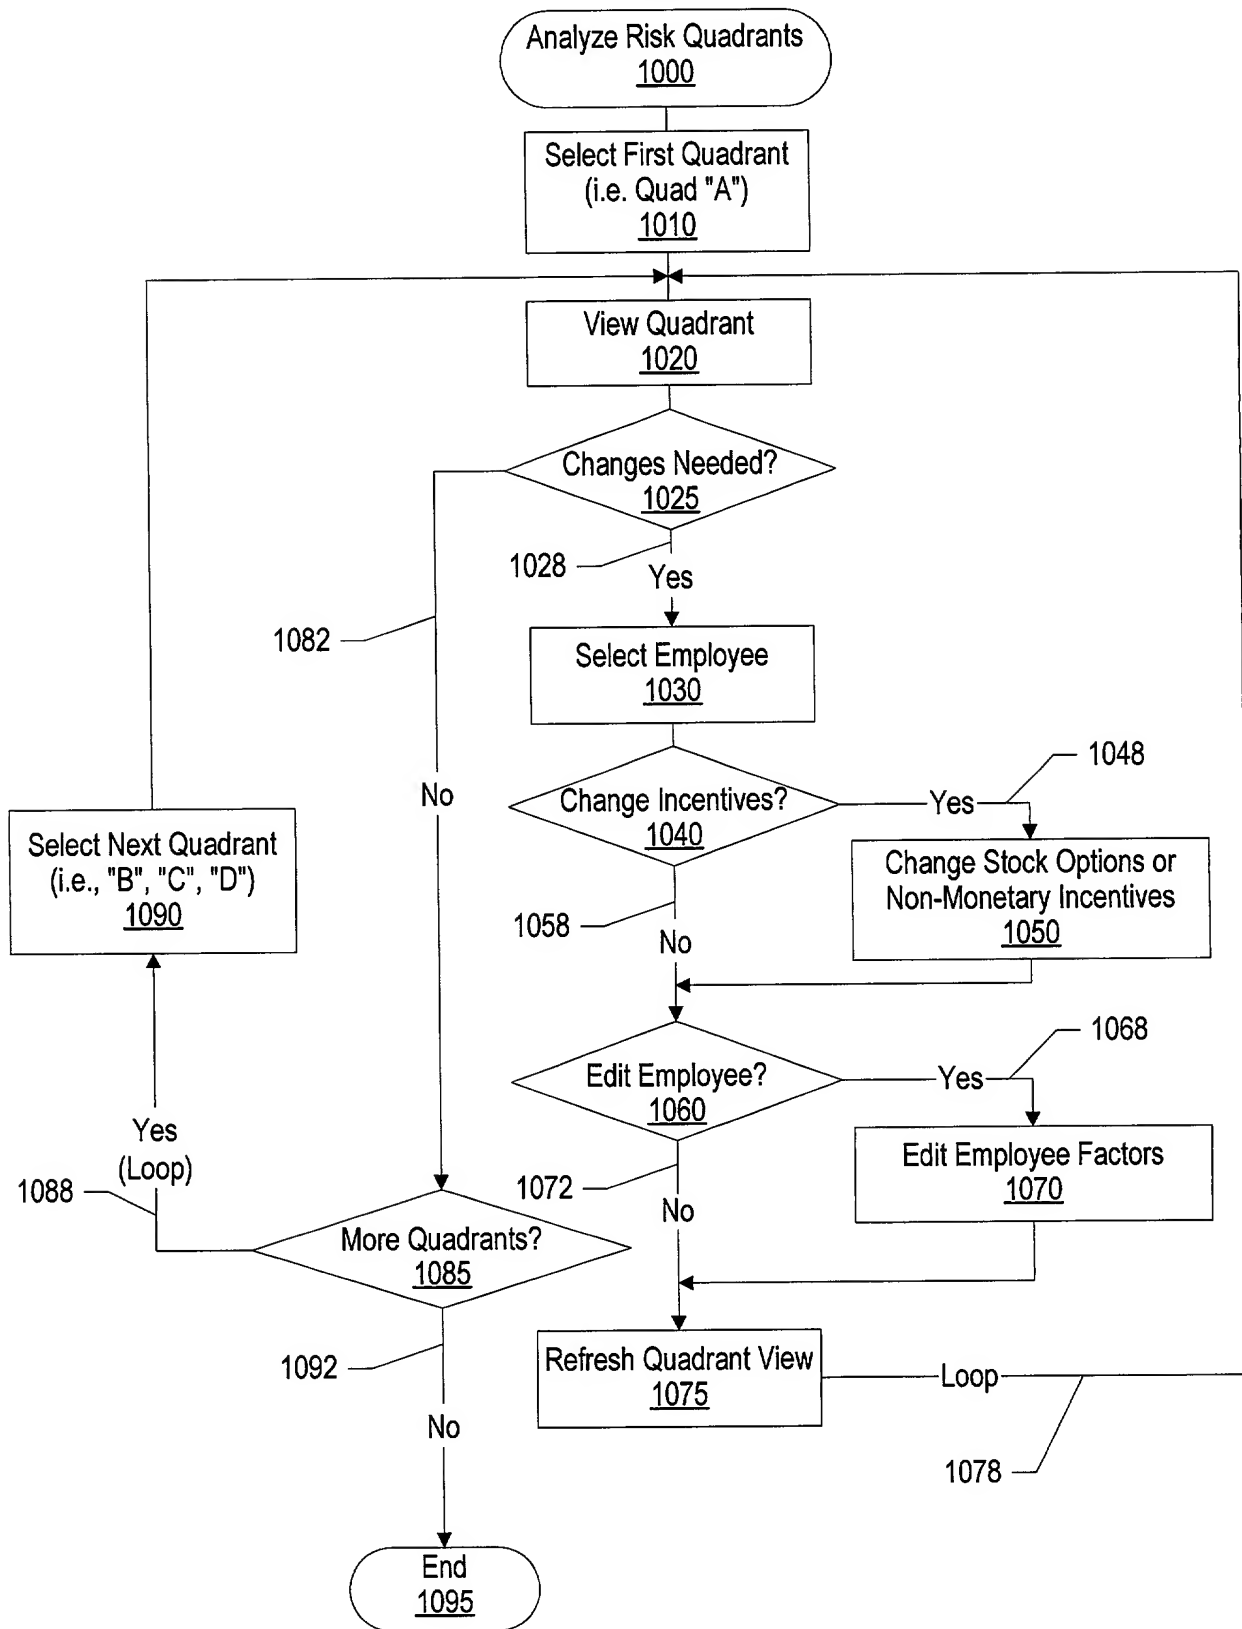 Analyze Risk Quadrants
1000
Select First Quadrant
(i.e. Quad "A")
1010
View Quadrant
1020
Changes Needed?
1025
1028
Yes
1082
Select Employee
1030
No
Change Incentives?
1040
Yes
1048
Select Next Quadrant
(i.e., "B", "C", "D")
1090
Change Stock Options or
Non-Monetary Incentives
1050
1058
No
Edit Employee?
1060
Yes
1068
Yes
(Loop)
1088
Edit Employee Factors
1070
1072
No
More Quadrants?
1085
1092
No
Refresh Quadrant View
1075
Loop
1078
End
1095